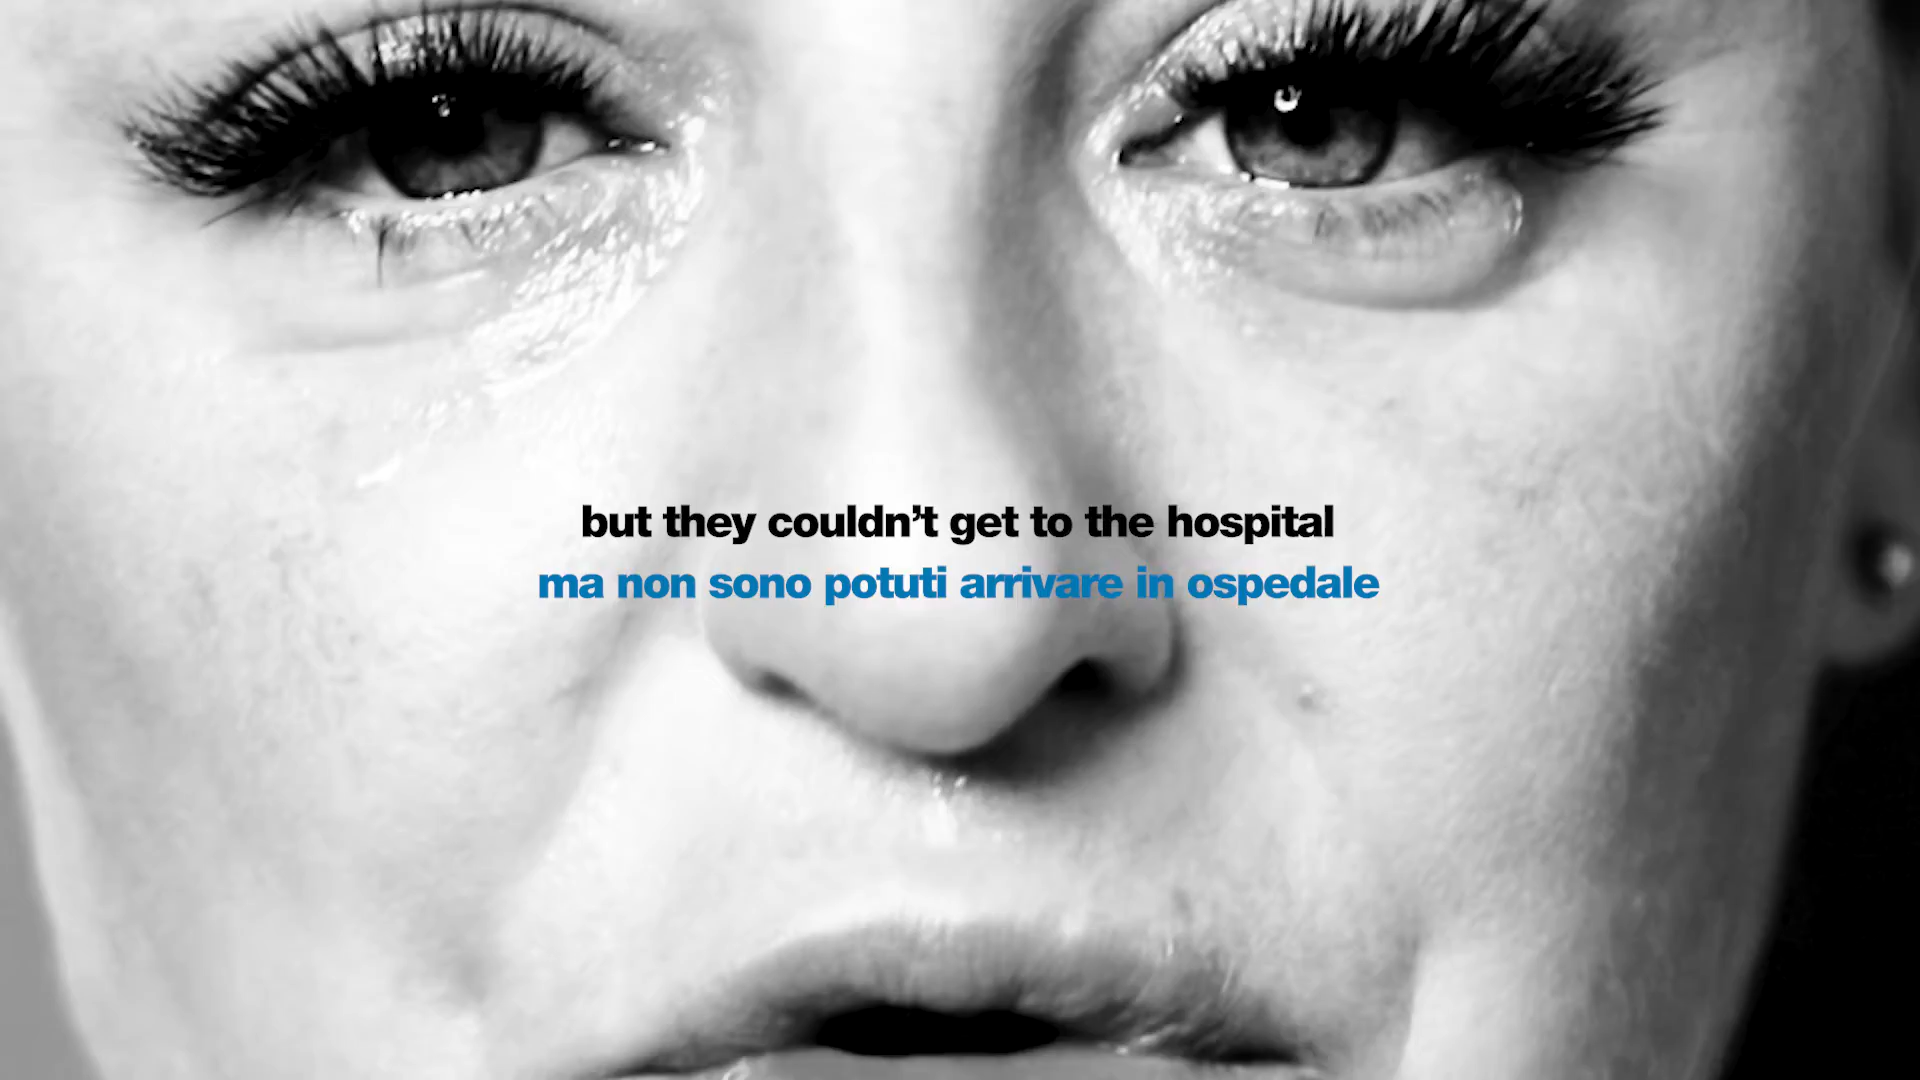 but they couldn’t get to the hospital
ma non sono potuti arrivare in ospedale